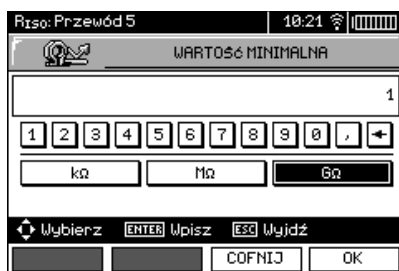 RISO: Przewód 5 10:21
WARTOŚĆ MINIMALNA
1
1 2 3 4 5 6 7 8 9 0 , ←
kΩ MΩ GΩ
Wybierz ENTER Wpisz ESC Wyjdź
COFNIJ OK